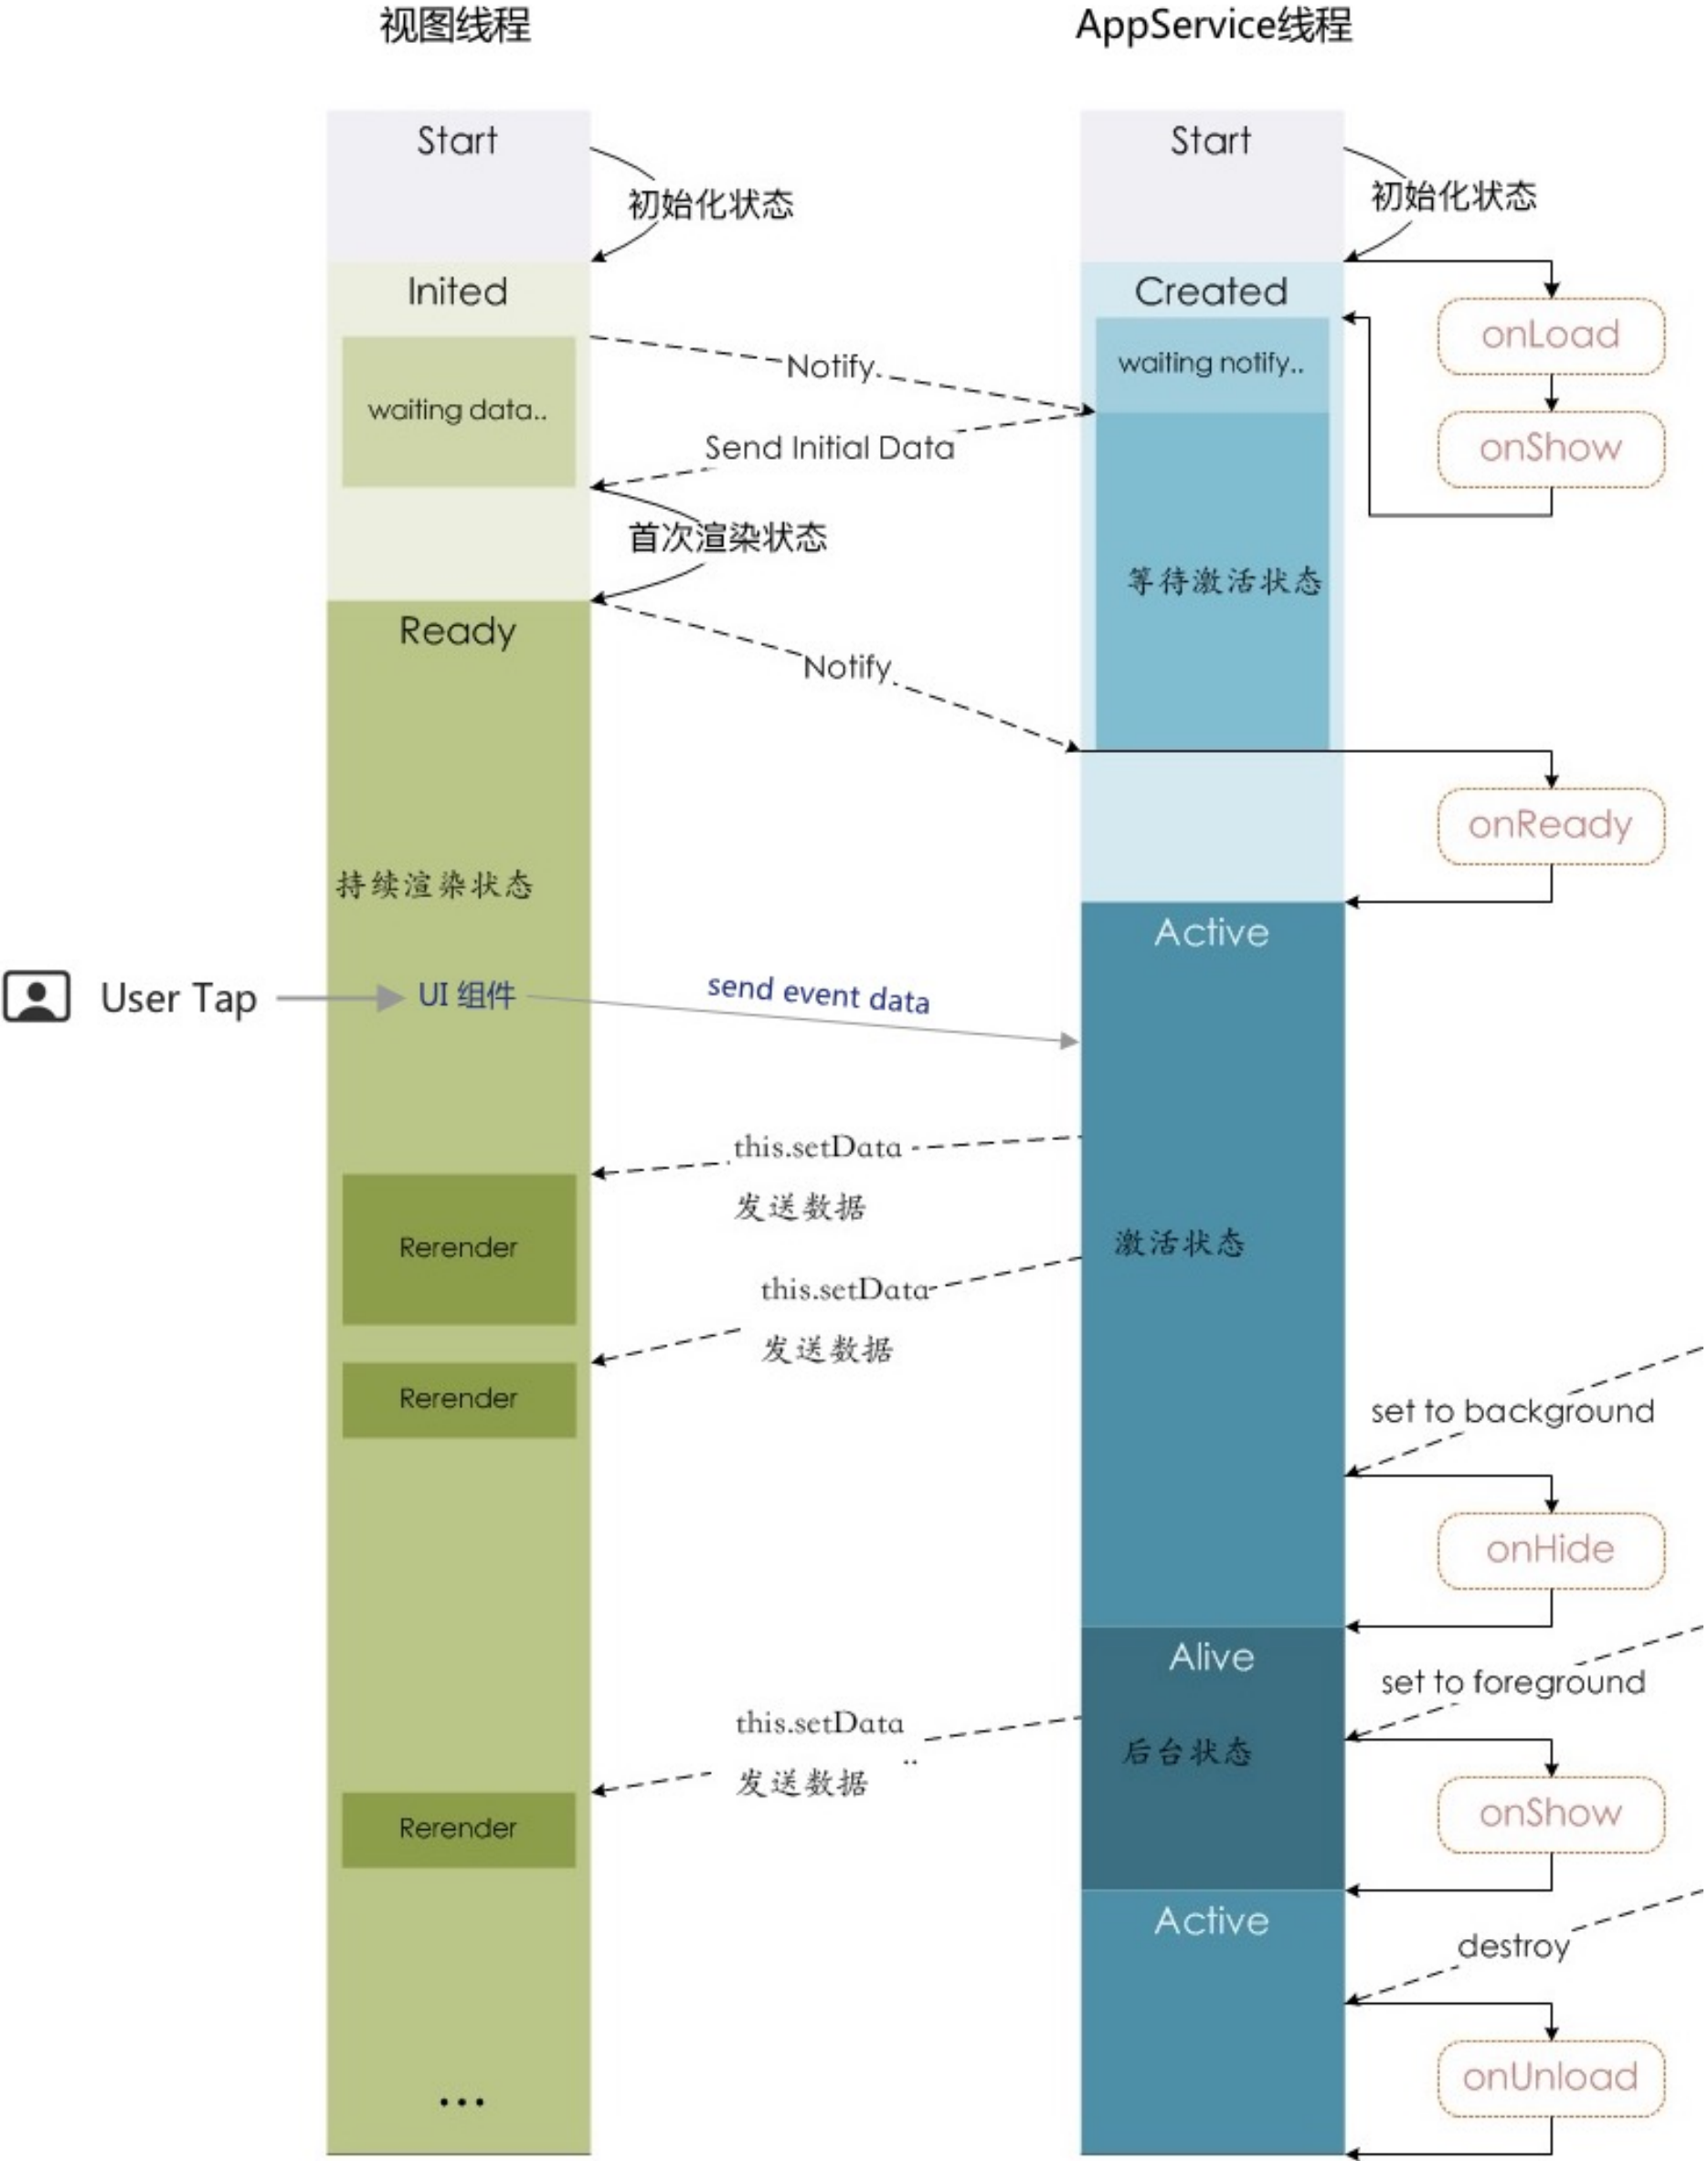 视图线程
AppService线程
Start
Start
初始化状态
初始化状态
Inited
Created
onLoad
waiting notify..
Notify
waiting data..
Send Initial Data
onShow
首次渲染状态
等待激活状态
Ready
Notify
onReady
持续渲染状态
Active
User Tap
UI 组件
send event data
this.setData
发送数据
Rerender
激活状态
this.setData
发送数据
Rerender
set to background
onHide
Alive
set to foreground
this.setData
..
后台状态
发送数据
onShow
Rerender
Active
destroy
onUnload
...